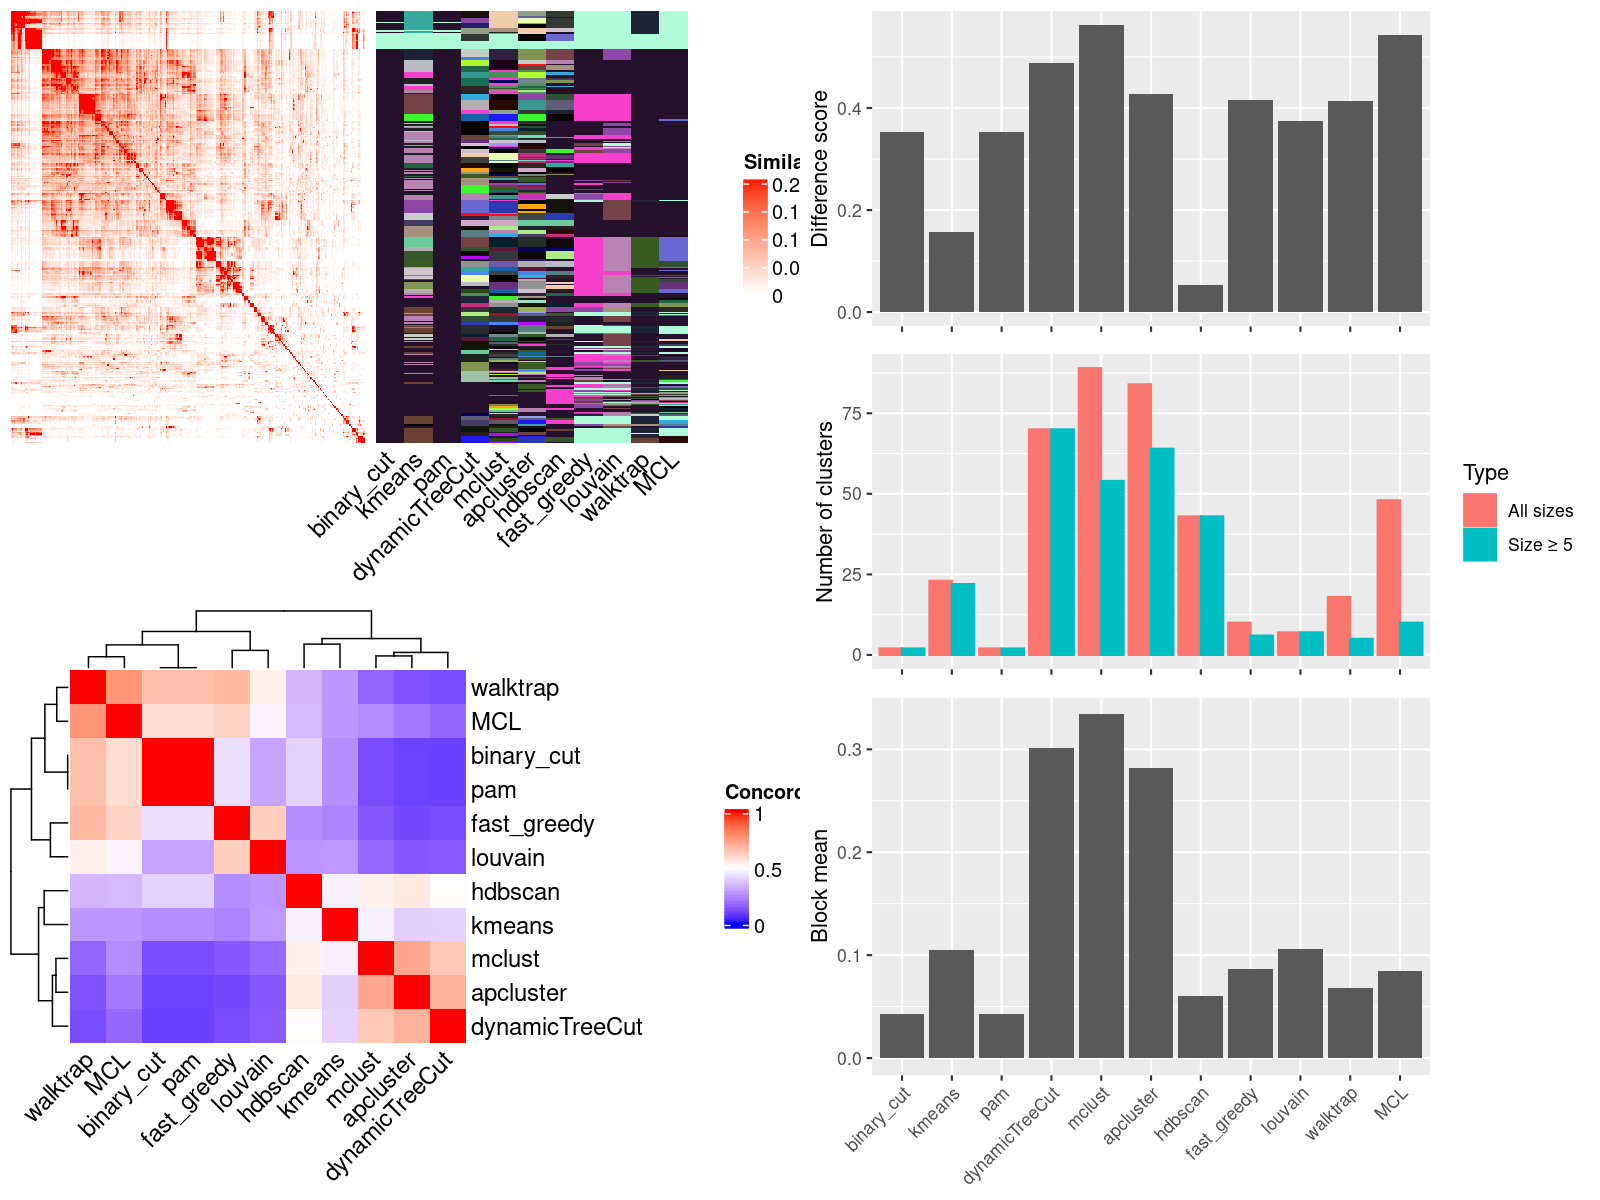 Simila
0.2
0.1
0.1
0.0
0
binary_cut
kmeans
pam
dynamicTreeCut
mclust
apcluster
hdbscan
fast_greedy
louvain
walktrap
MCL
walktrap
MCL
binary_cut
pam
fast_greedy
louvain
hdbscan
kmeans
mclust
apcluster
dynamicTreeCut
walktrap
MCL
binary_cut
pam
fast_greedy
louvain
hdbscan
kmeans
mclust
apcluster
dynamicTreeCut
Concord
1
0.5
0
Difference score
0.4
0.2
0.0
Number of clusters
75
50
25
0
Type
All sizes
Size ≥ 5
Block mean
0.3
0.2
0.1
0.0
binary_cut
kmeans
pam
dynamicTreeCut
mclust
apcluster
hdbscan
fast_greedy
louvain
walktrap
MCL